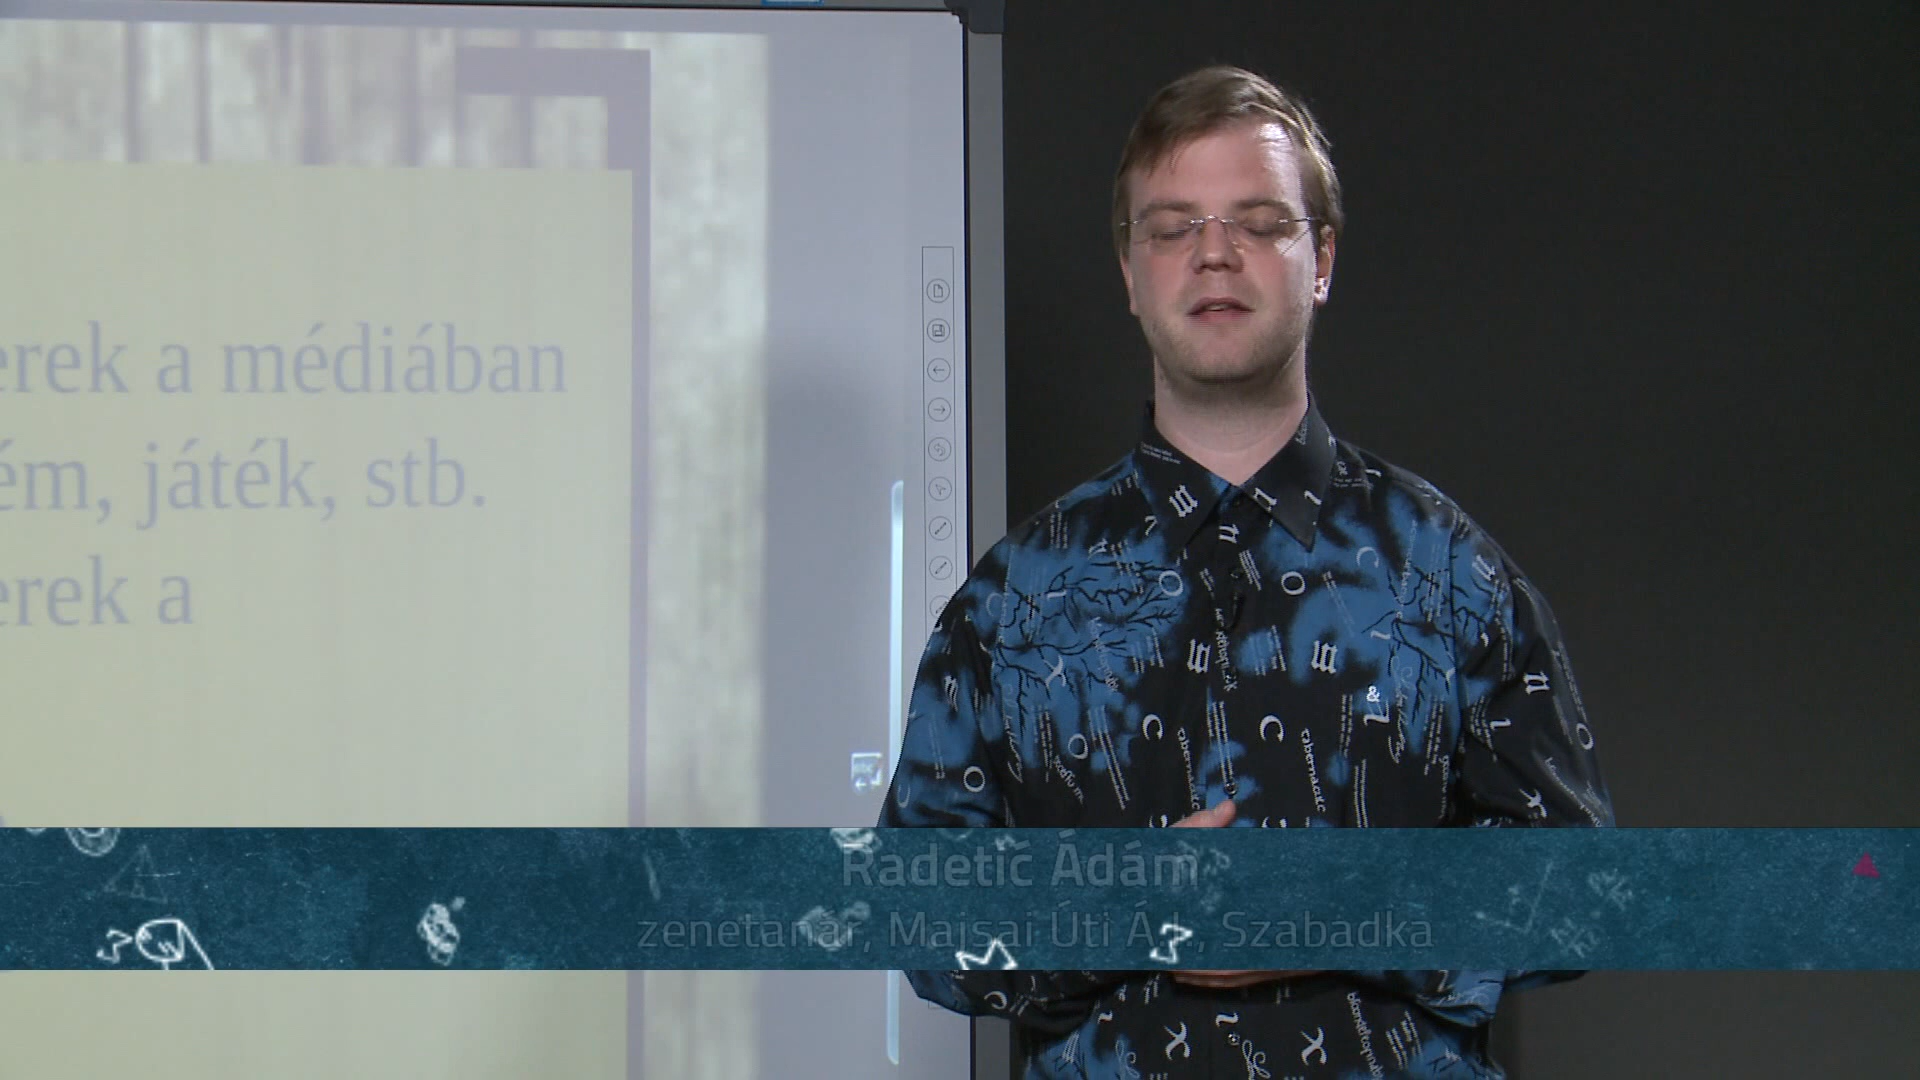 erek a médiában
ém, játék, stb.
erek a
Radetić Ádám
zenetanár, Majsai Úti Á.I., Szabadka